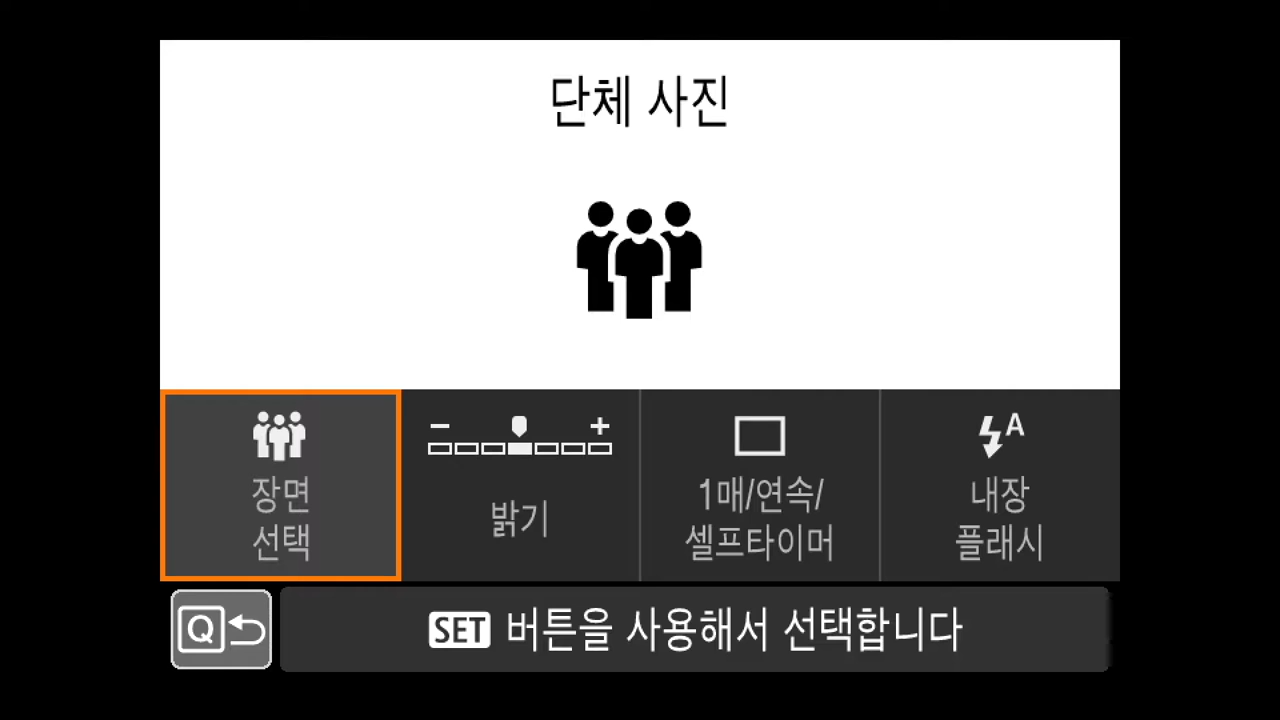 단체 사진
장면
선택
밝기
1매/연속/
셀프타이머
A
내장
플래시
Q
SET 버튼을 사용해서 선택합니다